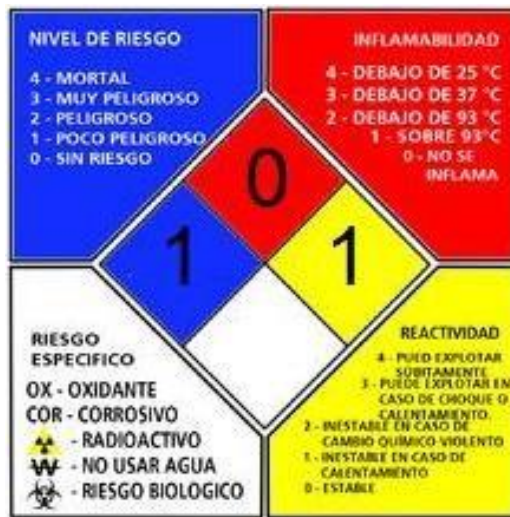 NIVEL DE RIESGO
4 - MORTAL
3 - MUY PELIGROSO
2 - PELIGROSO
1 - POCO PELIGROSO
0 - SIN RIESGO
INFLAMABILIDAD
4 - DEBAJO DE 25 °C
3 - DEBAJO DE 37 °C
2 - DEBAJO DE 93 °C
1 - SOBRE 93°C
0 - NO SE
INFLAMA
0
1
1
RIESGO
ESPECIFICO
OX - OXIDANTE
COR - CORROSIVO
- RADIOACTIVO
W - NO USAR AGUA
- RIESGO BIOLOGICO
REACTIVIDAD
4 - PUED EXPLOTAR
SÚBITAMENTE
3 - PUEDE EXPLOTAR EN
CASO DE CHOQUE O
CALENTAMIENTO.
2 - INESTABLE EN CASO DE
CAMBIO QUÍMICO VIOLENTO
1 - INESTABLE EN CASO DE
CALENTAMIENTO
0 - ESTABLE